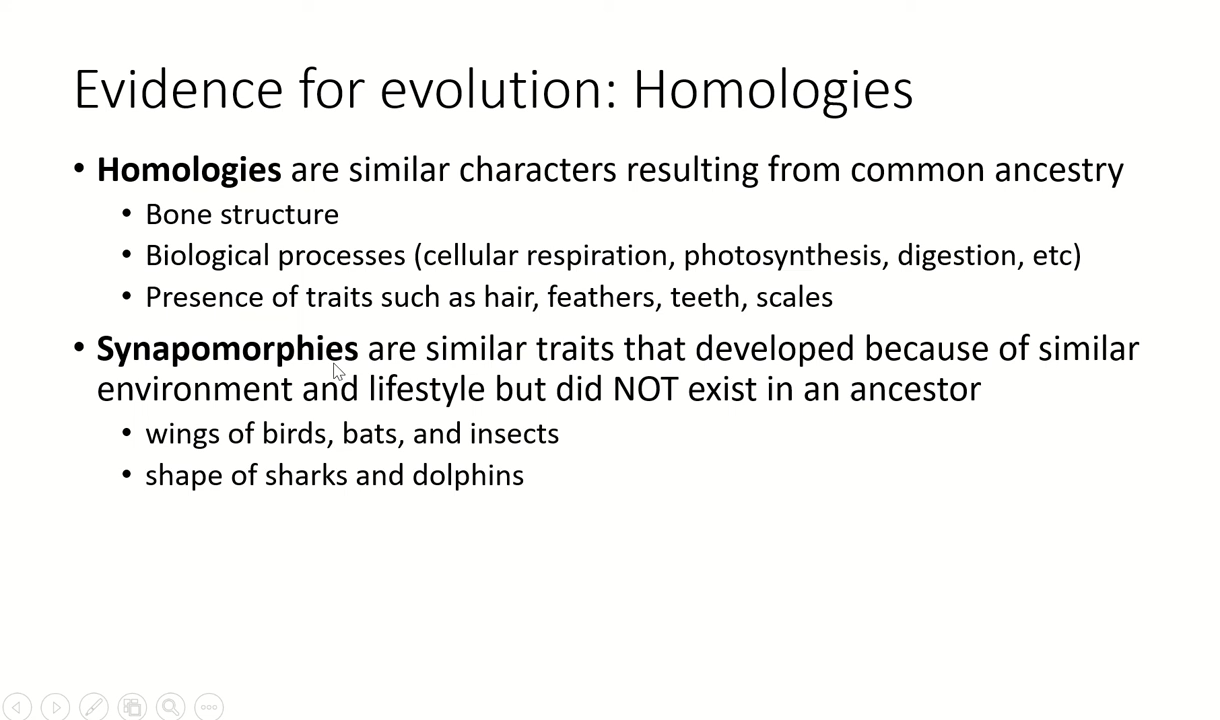 Evidence for evolution: Homologies
• Homologies are similar characters resulting from common ancestry
• Bone structure
• Biological processes (cellular respiration, photosynthesis, digestion, etc)
• Presence of traits such as hair, feathers, teeth, scales
• Synapomorphies are similar traits that developed because of similar
environment and lifestyle but did NOT exist in an ancestor
• wings of birds, bats, and insects
• shape of sharks and dolphins